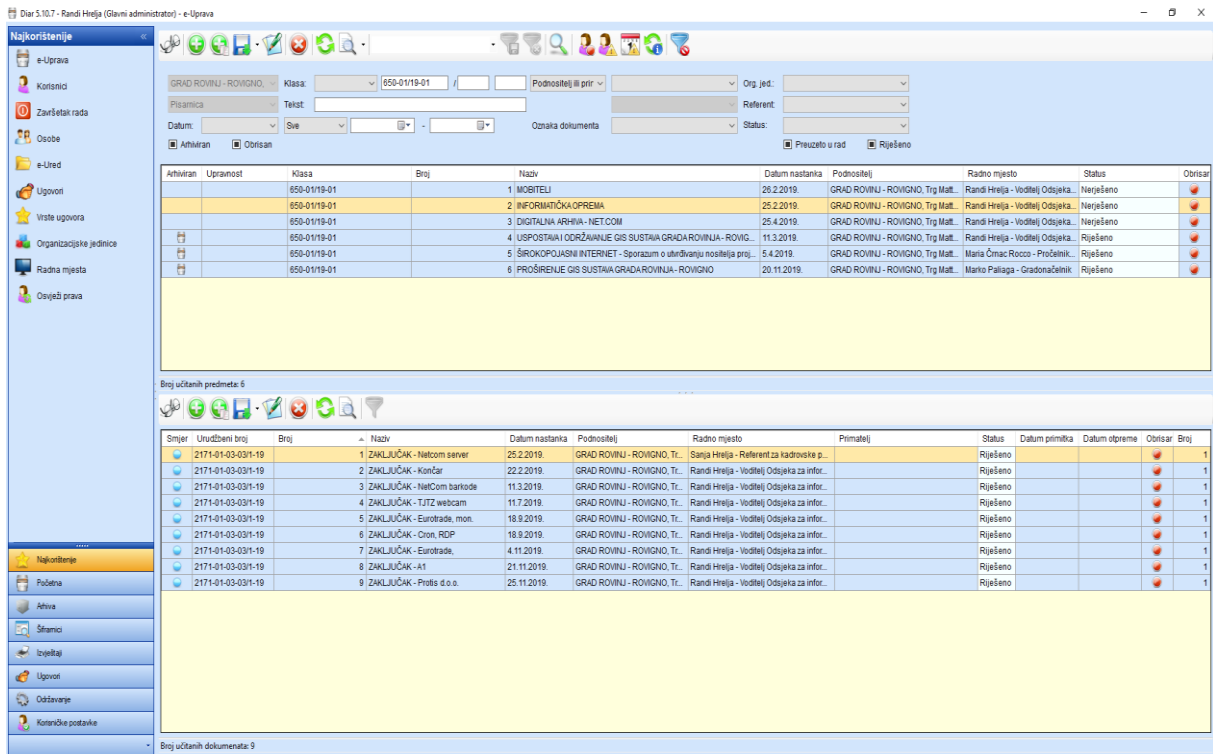 Diar 5.10.7 - Randi Hrelja (Glavni administrator) - e-Uprava
Najkorištenije
e-Uprava
Korisnici
Završetak rada
Osobe
e-Ured
Ugovori
Vrste ugovora
Organizacijske jedinice
Radna mjesta
Osvježi prava
GRAD ROVINJ - ROVIGNO, Klasa: 650-01/19-01 / Podnositelj ili prir Org. jed.:
Pisarnica Tekst: Referent:
Datum: Sve - Oznaka dokumenta Status:
Arhiviran Obrisan Preuzeto u rad Riješeno
Arhiviran Upravnost Klasa Broj Naziv Datum nastanka Podnositelj Radno mjesto Status Obrisan
650-01/19-01 1 MOBITELI 26.2.2019. GRAD ROVINJ - ROVIGNO, Trg Matt... Randi Hrelja - Voditelj Odsjeka... Nerješeno
650-01/19-01 2 INFORMATIČKA OPREMA 25.2.2019. GRAD ROVINJ - ROVIGNO, Trg Matt... Randi Hrelja - Voditelj Odsjeka... Nerješeno
650-01/19-01 3 DIGITALNA ARHIVA - NET.COM 25.4.2019. GRAD ROVINJ - ROVIGNO, Trg Matt... Randi Hrelja - Voditelj Odsjeka... Nerješeno
650-01/19-01 4 USPOSTAVA I ODRŽAVANJE GIS SUSTAVA GRADA ROVINJA - ROVIG... 11.3.2019. GRAD ROVINJ - ROVIGNO, Trg Matt... Randi Hrelja - Voditelj Odsjeka... Riješeno
650-01/19-01 5 ŠIROKOPOJASNI INTERNET - Sporazum o utvrđivanju nositelja proj... 5.4.2019. GRAD ROVINJ - ROVIGNO, Trg Matt... Maria Črnac Rocco - Pročelnik... Riješeno
650-01/19-01 6 PROŠIRENJE GIS SUSTAVA GRADA ROVINJA - ROVIGNO 20.11.2019. GRAD ROVINJ - ROVIGNO, Trg Matt... Marko Paliaga - Gradonačelnik Riješeno
Broj učitanih predmeta: 6
Smjer Urudžbeni broj Broj Naziv Datum nastanka Podnositelj Radno mjesto Primatelj Status Datum primitka Datum otpreme Obrisan Broj
2171-01-03-03/1-19 1 ZAKLJUČAK - Netcom server 25.2.2019. GRAD ROVINJ - ROVIGNO, Tr... Sanja Hrelja - Referent za kadrovske p... Riješeno 1
2171-01-03-03/1-19 2 ZAKLJUČAK - Končar 22.2.2019. GRAD ROVINJ - ROVIGNO, Tr... Randi Hrelja - Voditelj Odsjeka za infor... Riješeno 1
2171-01-03-03/1-19 3 ZAKLJUČAK - NetCom barkode 11.3.2019. GRAD ROVINJ - ROVIGNO, Tr... Randi Hrelja - Voditelj Odsjeka za infor... Riješeno 1
2171-01-03-03/1-19 4 ZAKLJUČAK - TJTZ webcam 11.7.2019. GRAD ROVINJ - ROVIGNO, Tr... Randi Hrelja - Voditelj Odsjeka za infor... Riješeno 1
2171-01-03-03/1-19 5 ZAKLJUČAK - Eurotrade, mon. 18.9.2019. GRAD ROVINJ - ROVIGNO, Tr... Randi Hrelja - Voditelj Odsjeka za infor... Riješeno 1
2171-01-03-03/1-19 6 ZAKLJUČAK - Cron, RDP 18.9.2019. GRAD ROVINJ - ROVIGNO, Tr... Randi Hrelja - Voditelj Odsjeka za infor... Riješeno 1
2171-01-03-03/1-19 7 ZAKLJUČAK - Eurotrade, 4.11.2019. GRAD ROVINJ - ROVIGNO, Tr... Randi Hrelja - Voditelj Odsjeka za infor... Riješeno 1
2171-01-03-03/1-19 8 ZAKLJUČAK - A1 21.11.2019. GRAD ROVINJ - ROVIGNO, Tr... Randi Hrelja - Voditelj Odsjeka za infor... Riješeno 1
2171-01-03-03/1-19 9 ZAKLJUČAK - Protis d.o.o. 25.11.2019. GRAD ROVINJ - ROVIGNO, Tr... Randi Hrelja - Voditelj Odsjeka za infor... Riješeno 1
Najkorištenije
Početna
Arhiva
Šifarnici
Izvještaji
Ugovori
Održavanje
Korisničke postavke
Broj učitanih dokumenata: 9